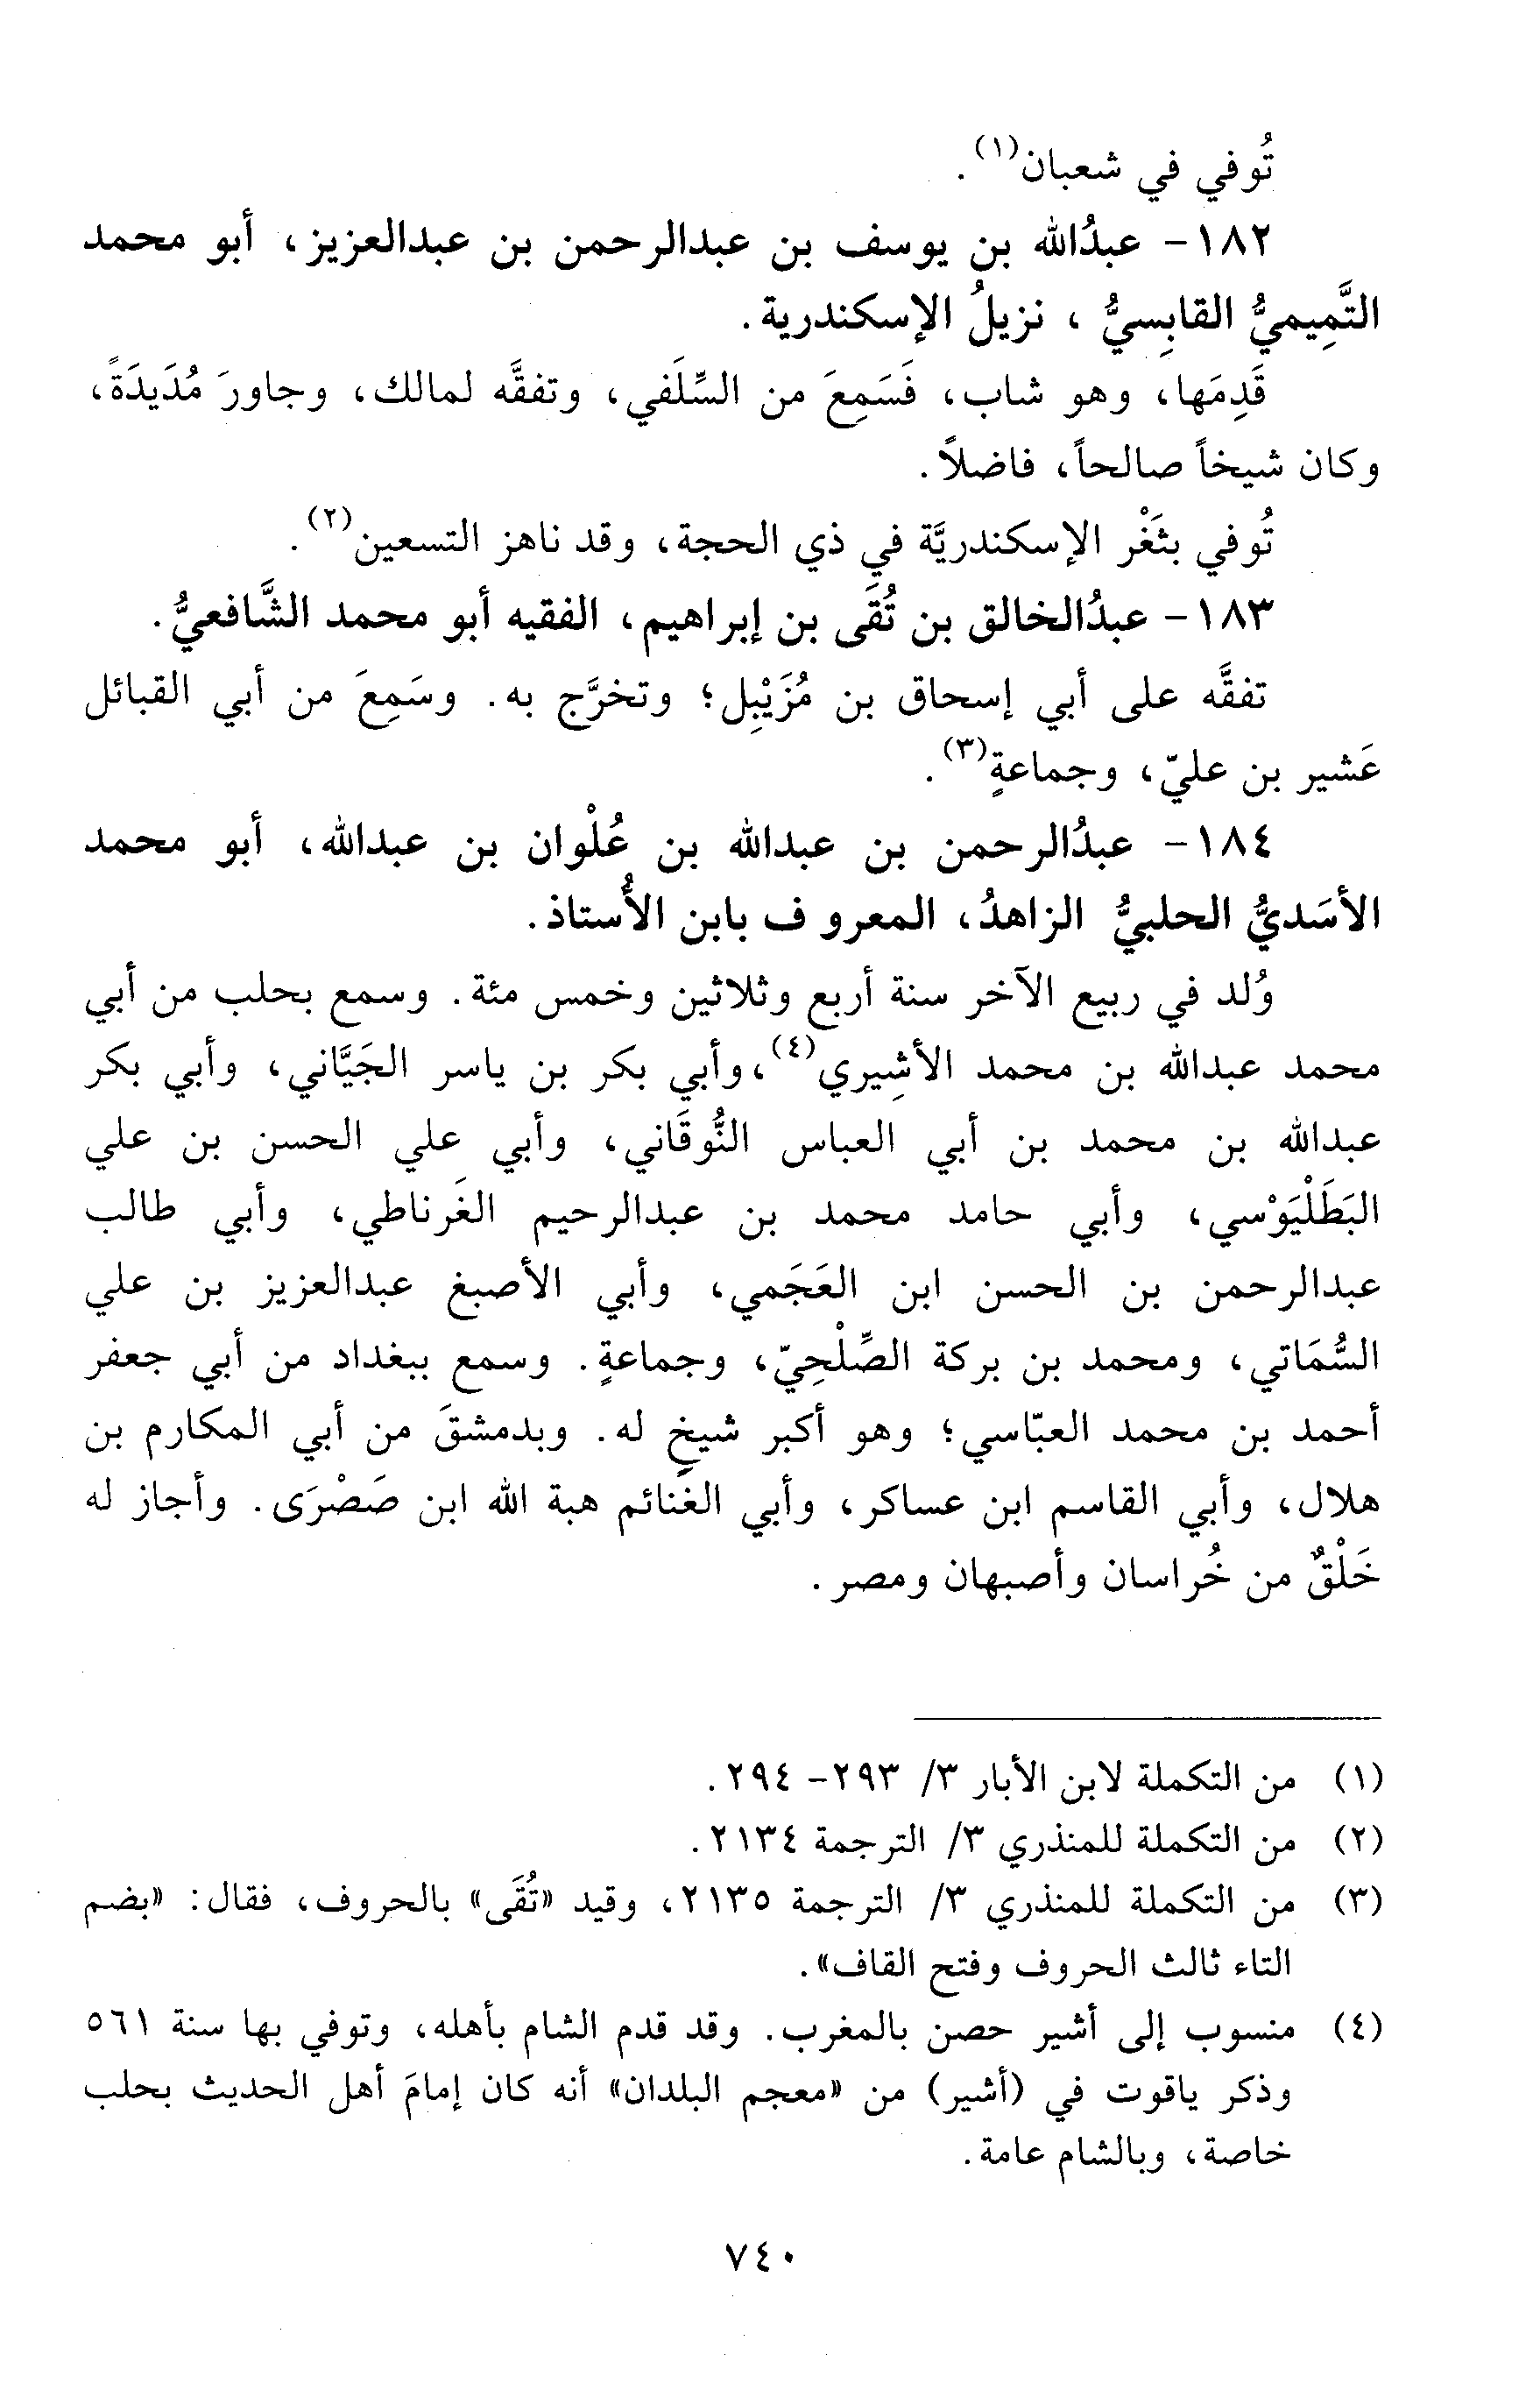 تُوفي في شعبان(١).
١٨٢- عبدُالله بن يوسف بن عبدالرحمن بن عبدالعزيز، أبو محمد
التَّمِيميُّ القابِسيُّ، نزيلُ الإسكندرية.
قَدِمَها، وهو شاب، فَسَمِعَ من السِّلَفي، وتفقَّه لمالك، وجاورَ مُدَيدَةً،
وكان شيخاً صالحاً، فاضلاً.
تُوفي بثَغْر الإسكندريَّة في ذي الحجة، وقد ناهز التسعين(٢).
١٨٣- عبدُالخالق بن تُقَى بن إبراهيم، الفقيه أبو محمد الشَّافعيُّ.
تفقَّه على أبي إسحاق بن مُزَيْبِل؛ وتخرَّج به. وسَمِعَ من أبي القبائل
عَشير بن عليّ، وجماعةٍ(٣).
١٨٤- عبدُالرحمن بن عبدالله بن عُلْوان بن عبدالله، أبو محمد
الأسَديُّ الحلبيُّ الزاهدُ، المعروف بابن الأُستاذ.
وُلد في ربيع الآخر سنة أربع وثلاثين وخمس مئة. وسمع بحلب من أبي
محمد عبدالله بن محمد الأشِيري(٤)، وأبي بكر بن ياسر الجَيَّاني، وأبي بكر
عبدالله بن محمد بن أبي العباس النُّوقَاني، وأبي علي الحسن بن علي
البَطَلْيَوْسي، وأبي حامد محمد بن عبدالرحيم الغَرناطي، وأبي طالب
عبدالرحمن بن الحسن ابن العَجَمي، وأبي الأصبغ عبدالعزيز بن علي
السُّمَاتي، ومحمد بن بركة الصِّلْحِيّ، وجماعةٍ. وسمع ببغداد من أبي جعفر
أحمد بن محمد العبّاسي؛ وهو أكبر شيخٍ له. وبدمشقَ من أبي المكارم بن
هلال، وأبي القاسم ابن عساكر، وأبي الغنائم هبة الله ابن صَصْرَى. وأجاز له
خَلْقٌ من خُراسان وأصبهان ومصر.
(١) من التكملة لابن الأبار ٣/ ٢٩٣- ٢٩٤.
(٢) من التكملة للمنذري ٣/ الترجمة ٢١٣٤.
(٣) من التكملة للمنذري ٣/ الترجمة ٢١٣٥، وقيد «تُقَى» بالحروف، فقال: «بضم
التاء ثالث الحروف وفتح القاف».
(٤) منسوب إلى أشير حصن بالمغرب. وقد قدم الشام بأهله، وتوفي بها سنة ٥٦١
وذكر ياقوت في (أشير) من «معجم البلدان» أنه كان إمامَ أهل الحديث بحلب
خاصة، وبالشام عامة.
٧٤٠